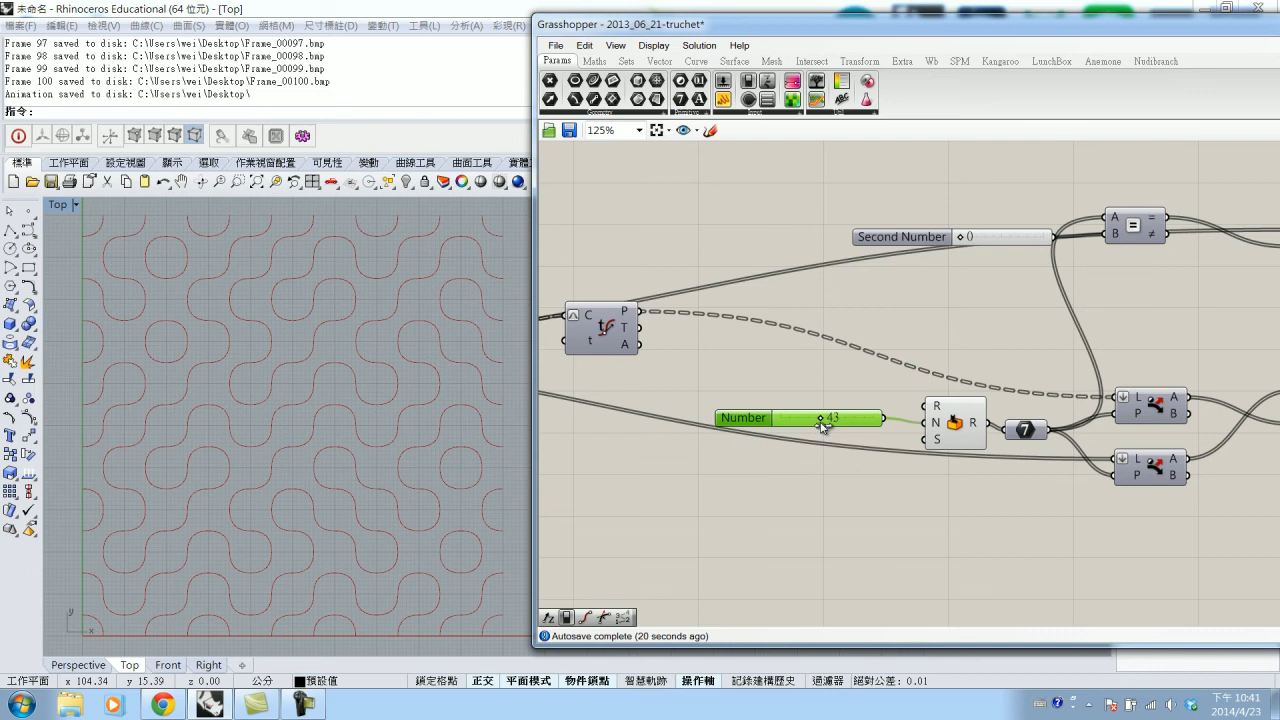 未命名 - Rhinoceros Educational (64 位元) - [Top]
檔案(F) 編輯(E) 檢視(V) 曲線(C) 曲面(S) 實體(O) 網格(M) 尺寸標註(D) 變動(T) 工具(L) 分析(A) 彩現(R)
Frame 97 saved to disk: C:\Users\wei\Desktop\Frame_00097.bmp
Frame 98 saved to disk: C:\Users\wei\Desktop\Frame_00098.bmp
Frame 99 saved to disk: C:\Users\wei\Desktop\Frame_00099.bmp
Frame 100 saved to disk: C:\Users\wei\Desktop\Frame_00100.bmp
Animation saved to disk: C:\Users\wei\Desktop\
指令:
標準 工作平面 設定視圖 顯示 選取 作業視窗配置 可見性 變動 曲線工具 曲面工具 實體
Top
y
x
Perspective Top Front Right
工作平面 x 104.34 y 15.39 z 0.00 公分 預設值 鎖定格點 正交 平面模式 物件鎖點 智慧軌跡 操作軸 記錄建構歷史 過濾器 絕對公差: 0.01
Grasshopper - 2013_06_21-truchet*
File Edit View Display Solution Help
Params Maths Sets Vector Curve Surface Mesh Intersect Transform Extra Wb SPM Kangaroo LunchBox Anemone Nudibranch
Geometry Primitive Input Util
125%
Second Number ()
A
B
=
≠
C
t
P
T
A
Number 43
R
N
S
R
7
L
P
A
B
L
P
A
B
Autosave complete (20 seconds ago)
下午 10:41
2014/4/23